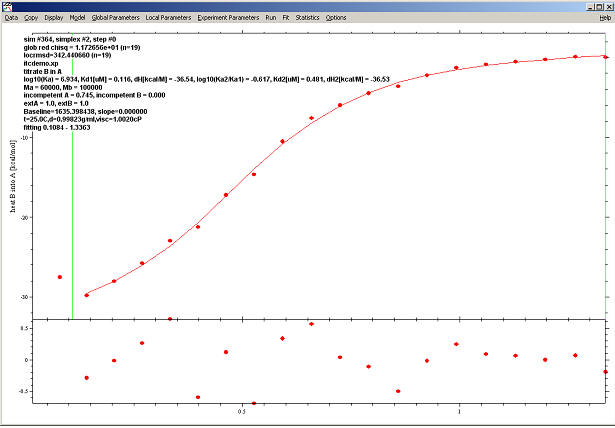 Data Copy Display Model Global Parameters Local Parameters Experiment Parameters Run Fit Statistics Options Help
sim #364, simplex #2, step #0
glob red chisq = 1.172656e+01 (n=19)
locrmsd=342.440660 (n=19)
itcdemo.xp
titrate B in A
log10(Ka) = 6.934, Kd1[uM] = 0.116, dH[kcal/M] = -36.54, log10(Ka2/Ka1) = -0.617, Kd2[uM] = 0.481, dH2[kcal/M] = -36.53
Ma = 60000, Mb = 100000
incompetent A = 0.745, incompetent B = 0.000
extA = 1.0, extB = 1.0
Baseline=1635.398438, slope=0.000000
t=25.0C,d=0.99823g/ml,visc=1.0020cP
fitting 0.1084 - 1.3363
-10
heat B into A [kcal/mol]
-20
-30
0.5
0
-0.5
0.5 1